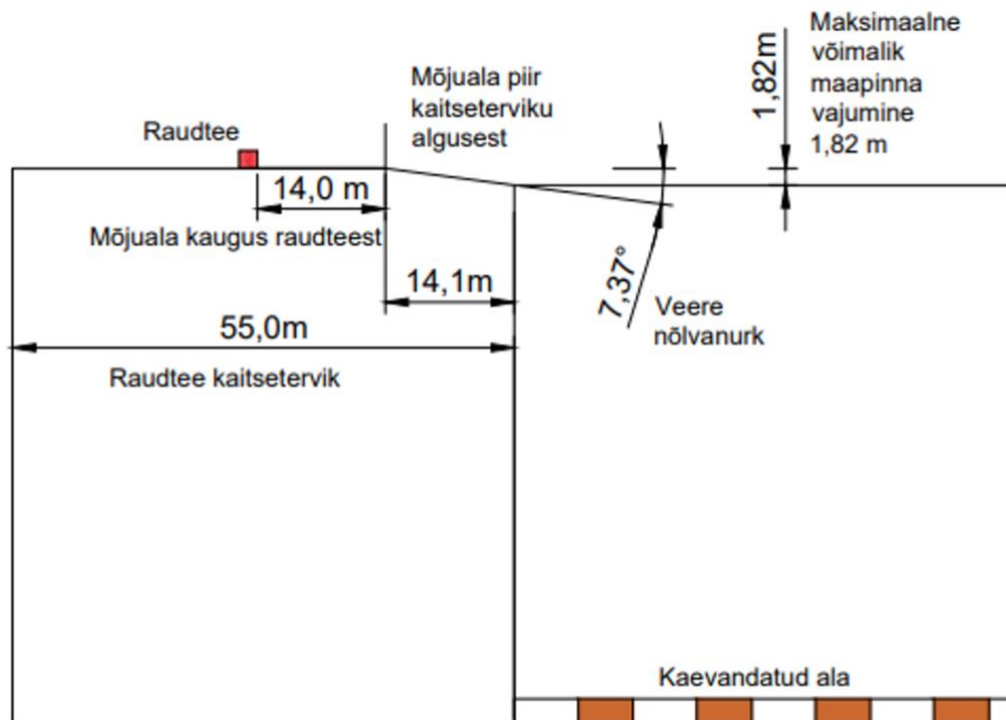 Maksimaalne
võimalik
maapinna
vajumine
1,82 m
1,82m
Mõjuala piir
kaitseterviku
algusest
Raudtee
14,0 m
Mõjuala kaugus raudteest
14,1m
7,37°
Veere
nõlvanurk
55,0m
Raudtee kaitsetervik
Kaevandatud ala